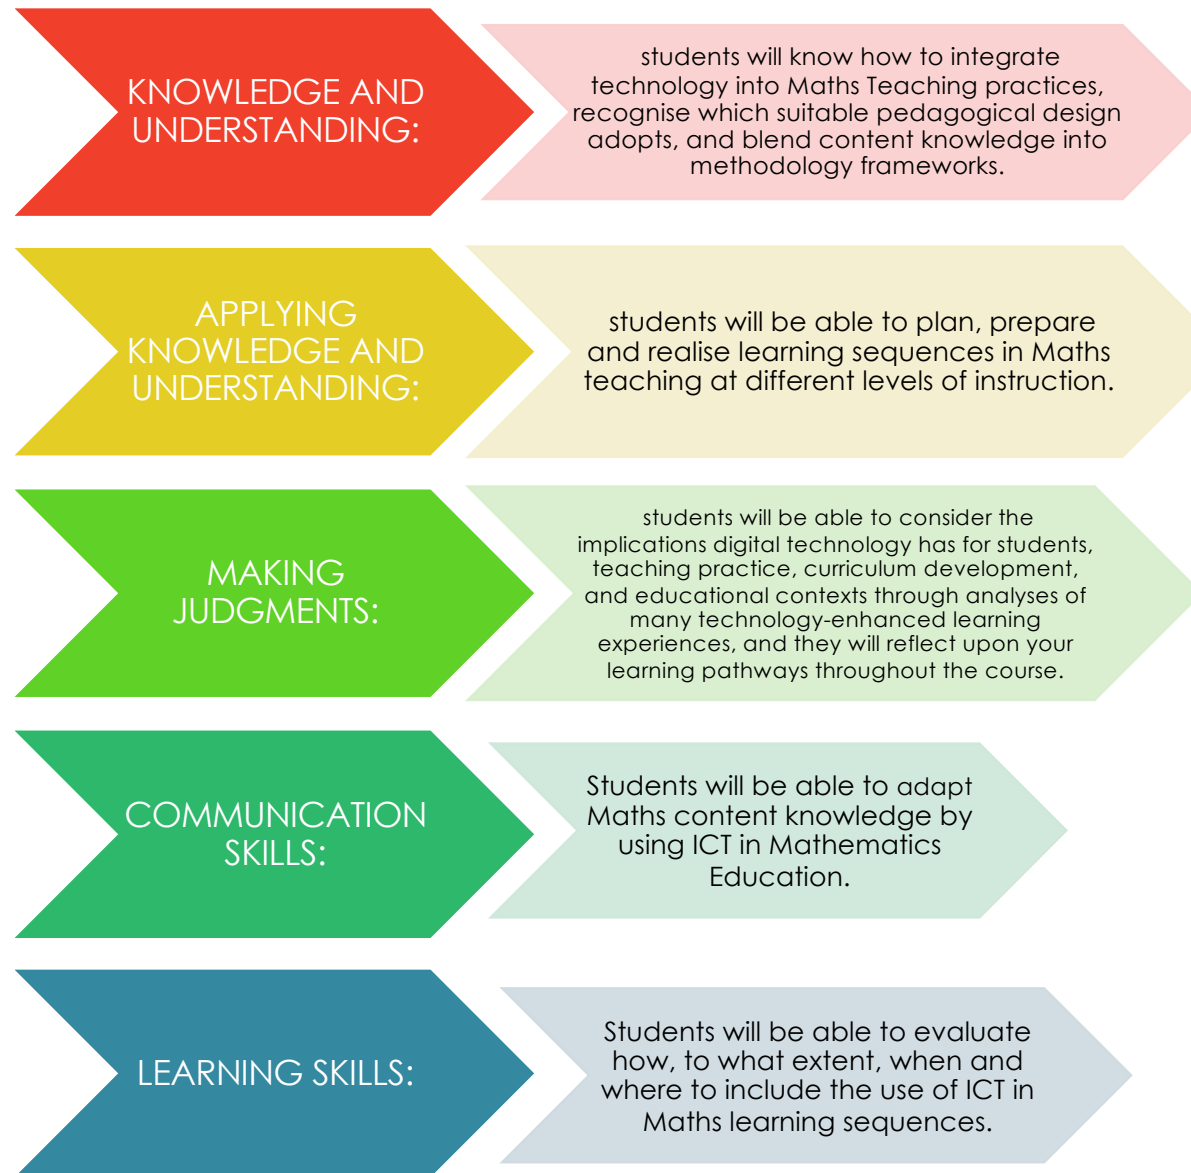 KNOWLEDGE AND
UNDERSTANDING:
students will know how to integrate
technology into Maths Teaching practices,
recognise which suitable pedagogical design
adopts, and blend content knowledge into
methodology frameworks.
APPLYING
KNOWLEDGE AND
UNDERSTANDING:
students will be able to plan, prepare
and realise learning sequences in Maths
teaching at different levels of instruction.
MAKING
JUDGMENTS:
students will be able to consider the
implications digital technology has for students,
teaching practice, curriculum development,
and educational contexts through analyses of
many technology-enhanced learning
experiences, and they will reflect upon your
learning pathways throughout the course.
COMMUNICATION
SKILLS:
Students will be able to adapt
Maths content knowledge by
using ICT in Mathematics
Education.
LEARNING SKILLS:
Students will be able to evaluate
how, to what extent, when and
where to include the use of ICT in
Maths learning sequences.